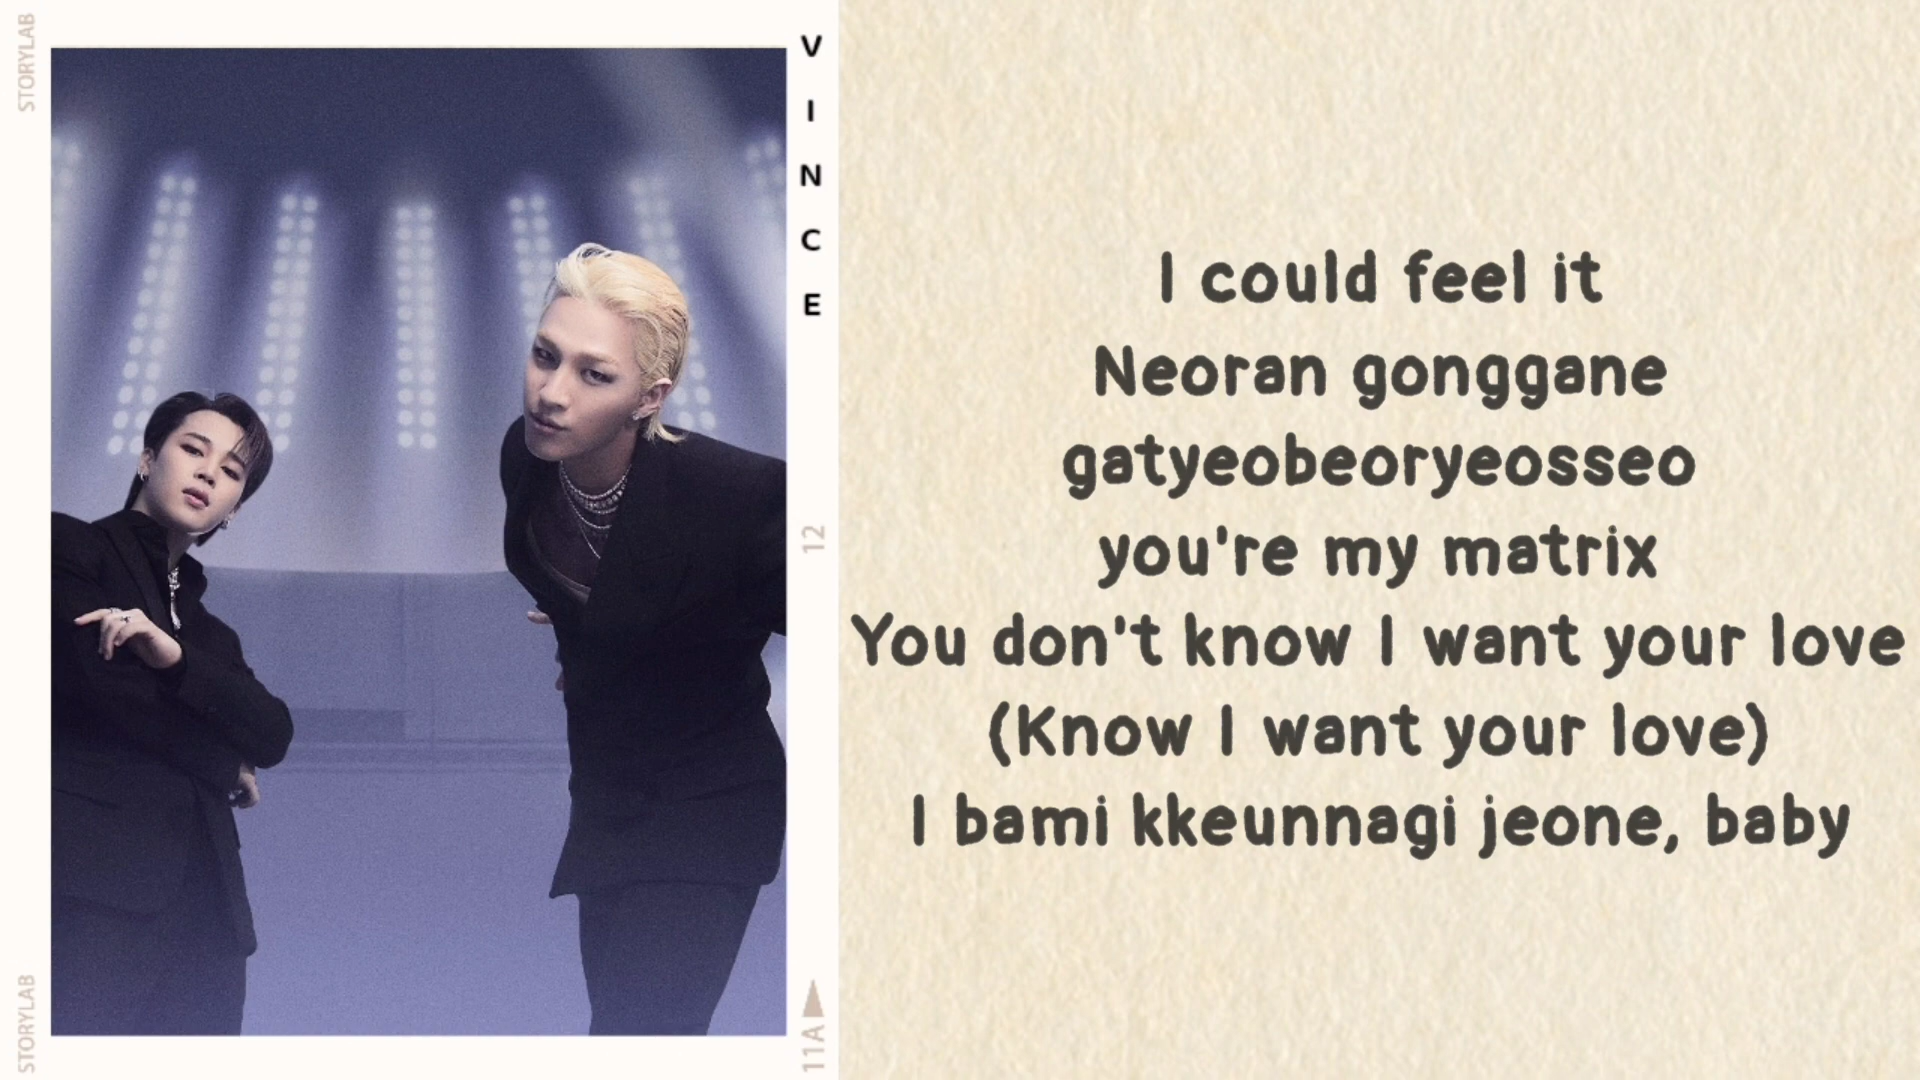 STORYLAB
VINCE
12
11A
STORYLAB
I could feel it
Neoran gonggane
gatyeobeoryeosseo
you're my matrix
You don't know I want your love
(Know I want your love)
I bami kkeunnagi jeone, baby